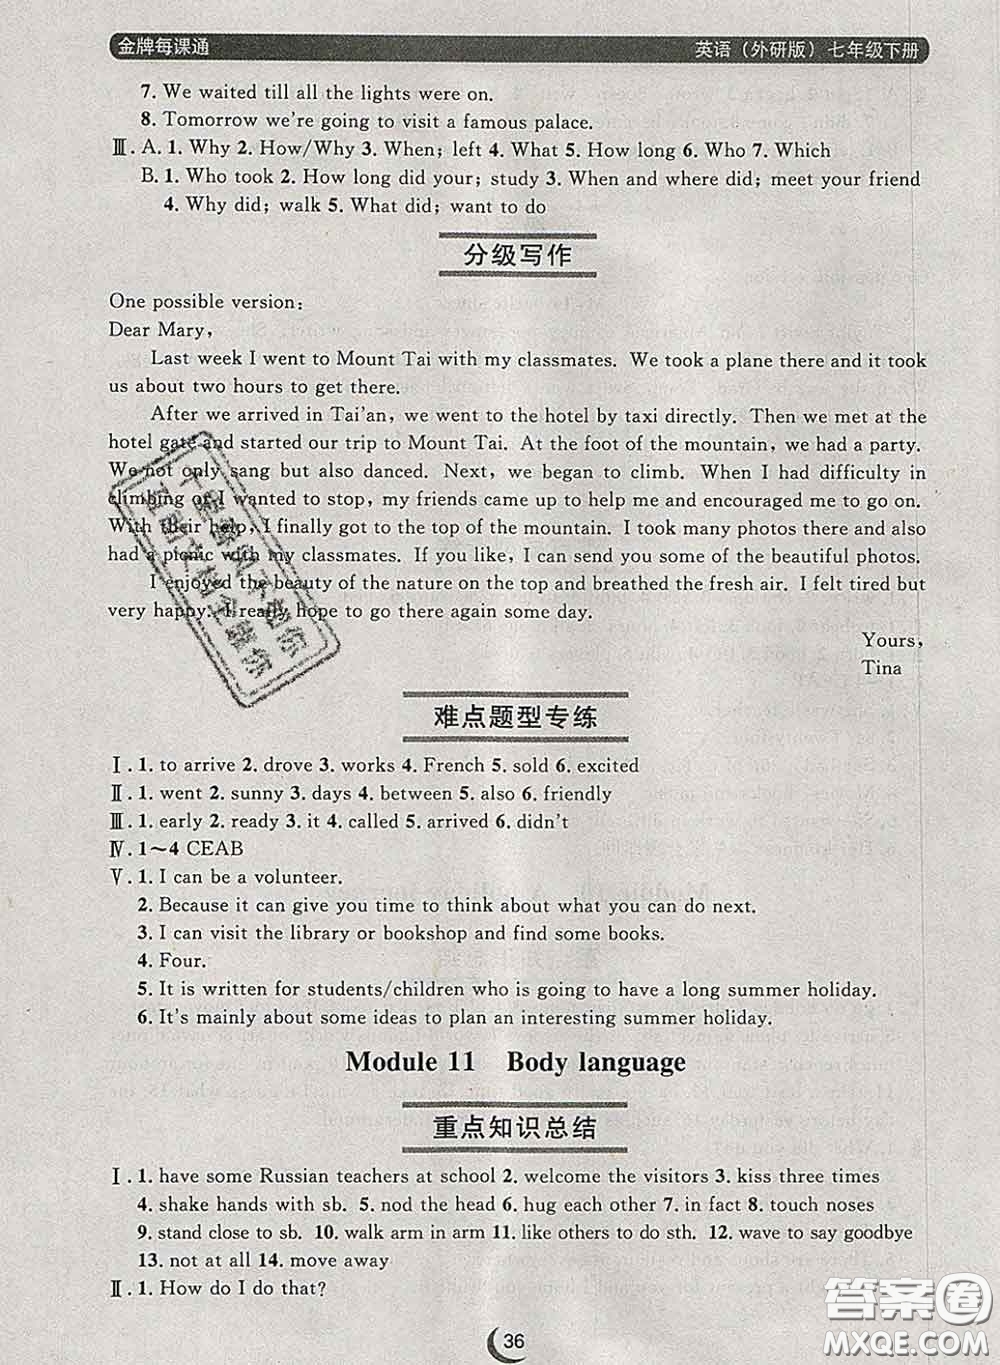 金牌每课通 英语（外研版）七年级下册
7. We waited till all the lights were on.
8. Tomorrow we're going to visit a famous palace.
Ⅲ. A. 1. Why 2. How/Why 3. When; left 4. What 5. How long 6. Who 7. Which
B. 1. Who took 2. How long did your; study 3. When and where did; meet your friend
4. Why did; walk 5. What did; want to do
分级写作
One possible version:
Dear Mary,
Last week I went to Mount Tai with my classmates. We took a plane there and it took
us about two hours to get there.
After we arrived in Tai'an, we went to the hotel by taxi directly. Then we met at the
hotel gate and started our trip to Mount Tai. At the foot of the mountain, we had a party.
We not only sang but also danced. Next, we began to climb. When I had difficulty in
climbing or I wanted to stop, my friends came up to help me and encouraged me to go on.
With their help, I finally got to the top of the mountain. I took many photos there and also
had a picnic with my classmates. If you like, I can send you some of the beautiful photos.
I enjoyed the beauty of the nature on the top and breathed the fresh air. I felt tired but
very happy. I really hope to go there again some day.
Yours,
Tina
难点题型专练
Ⅰ. 1. to arrive 2. drove 3. works 4. French 5. sold 6. excited
Ⅱ. 1. went 2. sunny 3. days 4. between 5. also 6. friendly
Ⅲ. 1. early 2. ready 3. it 4. called 5. arrived 6. didn't
Ⅳ. 1~4 CEAB
Ⅴ. 1. I can be a volunteer.
2. Because it can give you time to think about what you can do next.
3. I can visit the library or bookshop and find some books.
4. Four.
5. It is written for students/children who is going to have a long summer holiday.
6. It's mainly about some ideas to plan an interesting summer holiday.
Module 11 Body language
重点知识总结
Ⅰ. 1. have some Russian teachers at school 2. welcome the visitors 3. kiss three times
4. shake hands with sb. 5. nod the head 6. hug each other 7. in fact 8. touch noses
9. stand close to sb. 10. walk arm in arm 11. like others to do sth. 12. wave to say goodbye
13. not at all 14. move away
Ⅱ. 1. How do I do that?
36
答案圈
MXQE.COM